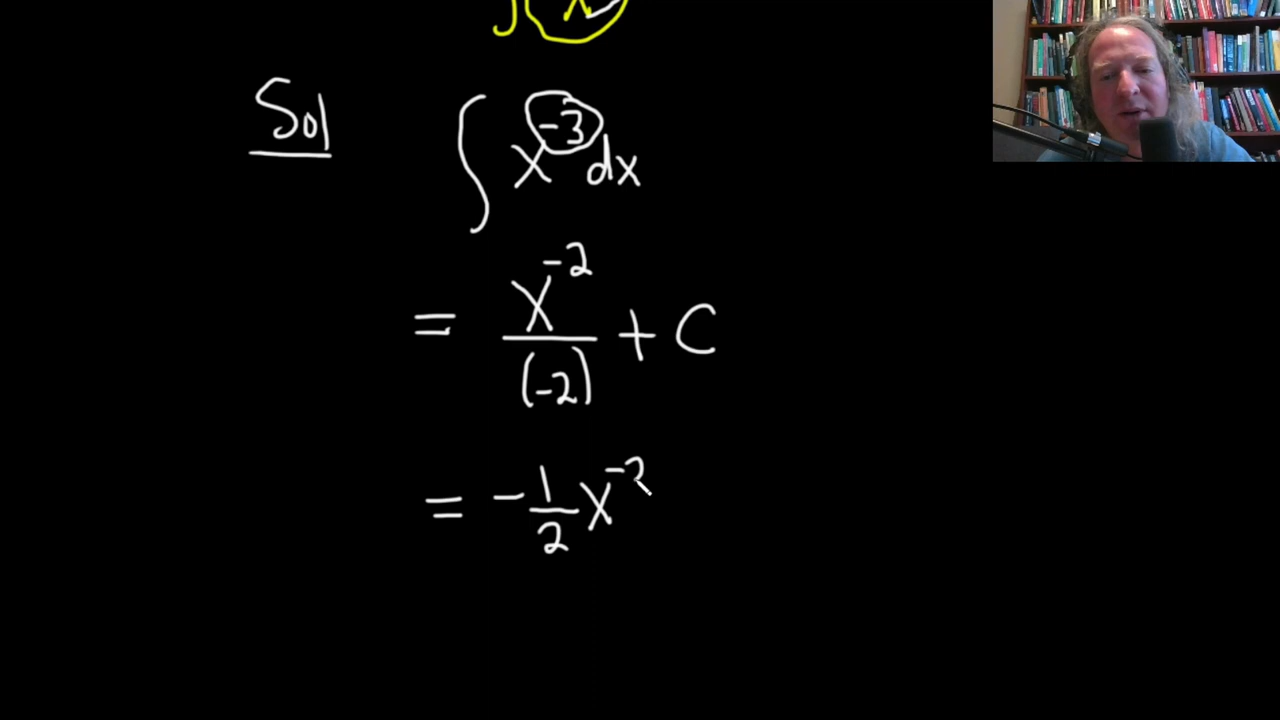 Sol ∫ x^-3 dx
= x^-2/(-2) + C
= -1/2 x^-2